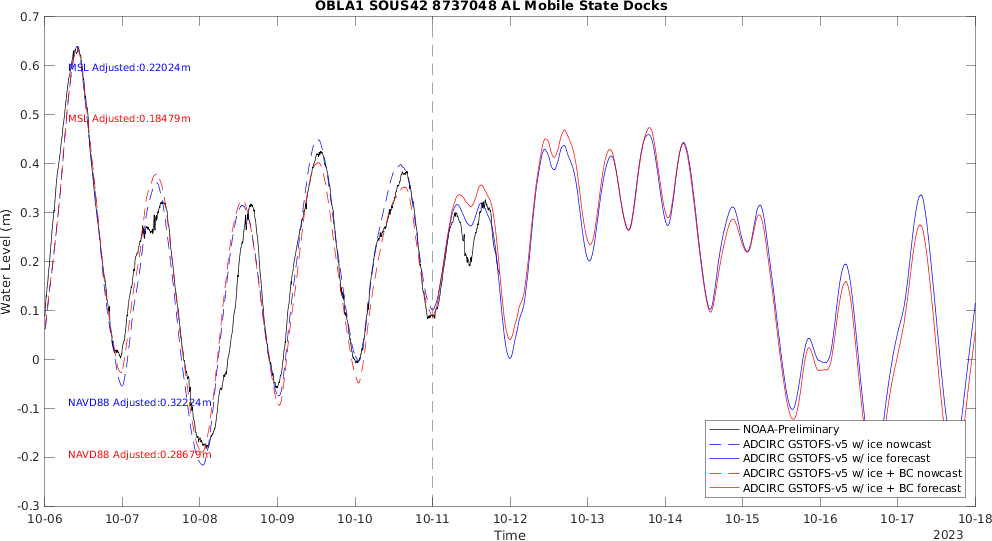 OBLA1 SOUS42 8737048 AL Mobile State Docks
0.7
0.6
0.5
0.4
0.3
0.2
0.1
0
-0.1
-0.2
-0.3
Water Level (m)
MSL Adjusted:0.22024m
MSL Adjusted:0.18479m
NAVD88 Adjusted:0.32224m
NAVD88 Adjusted:0.28679m
NOAA-Preliminary
ADCIRC GSTOFS-v5 w/ ice nowcast
ADCIRC GSTOFS-v5 w/ ice forecast
ADCIRC GSTOFS-v5 w/ ice + BC nowcast
ADCIRC GSTOFS-v5 w/ ice + BC forecast
10-06 10-07 10-08 10-09 10-10 10-11 10-12 10-13 10-14 10-15 10-16 10-17 10-18
Time
2023